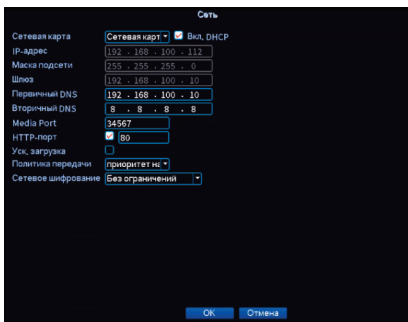 Сеть
Сетевая карта Сетевая карт Вкл. DHCP
IP-адрес 192 . 168 . 100 . 112
Маска подсети 255 . 255 . 255 . 0
Шлюз 192 . 168 . 100 . 10
Первичный DNS 192 . 168 . 100 . 10
Вторичный DNS 8 . 8 . 8 . 8
Media Port 34567
HTTP-порт 80
Уск. загрузка
Политика передачи приоритет на
Сетевое шифрование Без ограничений
OK Отмена